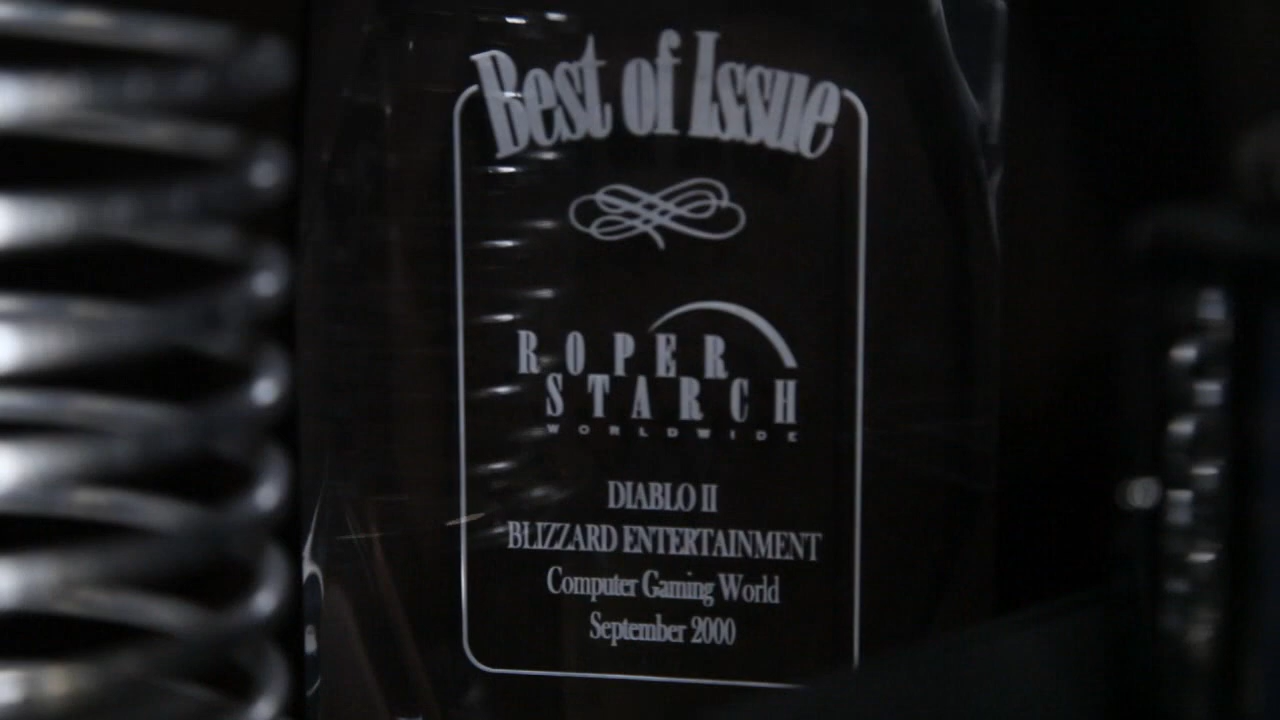 Best of Issue
ROPER
STARCH
WORLDWIDE
DIABLO II
BLIZZARD ENTERTAINMENT
Computer Gaming World
September 2000